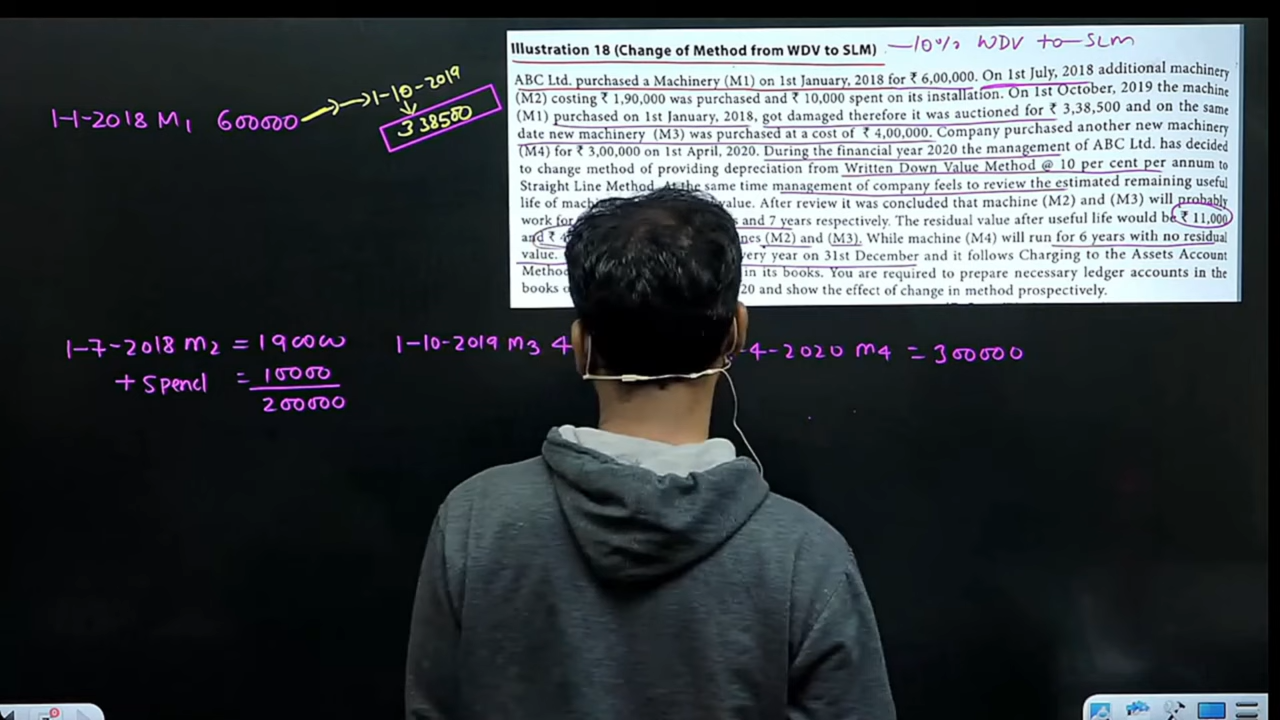 Illustration 18 (Change of Method from WDV to SLM) —10% WDV to SLM
ABC Ltd. purchased a Machinery (M1) on 1st January, 2018 for ₹ 6,00,000. On 1st July, 2018 additional machinery
(M2) costing ₹ 1,90,000 was purchased and ₹ 10,000 spent on its installation. On 1st October, 2019 the machine
(M1) purchased on 1st January, 2018, got damaged therefore it was auctioned for ₹ 3,38,500 and on the same
date new machinery (M3) was purchased at a cost of ₹ 4,00,000. Company purchased another new machinery
(M4) for ₹ 3,00,000 on 1st April, 2020. During the financial year 2020 the management of ABC Ltd. has decided
to change method of providing depreciation from Written Down Value Method @ 10 per cent per annum to
Straight Line Method. At the same time management of company feels to review the estimated remaining useful
life of value. After review it was concluded that machine (M2) and (M3) will probably
work for s and 7 years respectively. The residual value after useful life would be ₹ 11,000
and ₹ 4 nes (M2) and (M3). While machine (M4) will run for 6 years with no residual
value. very year on 31st December and it follows Charging to the Assets Account
Method in its books. You are required to prepare necessary ledger accounts in the
books 20 and show the effect of change in method prospectively.
1-1-2018 M1 600000 → 1-10-2019
338500
1-7-2018 M2 = 190000
+ Spend = 10000
200000
1-10-2019 M3 4
-4-2020 M4 = 300000